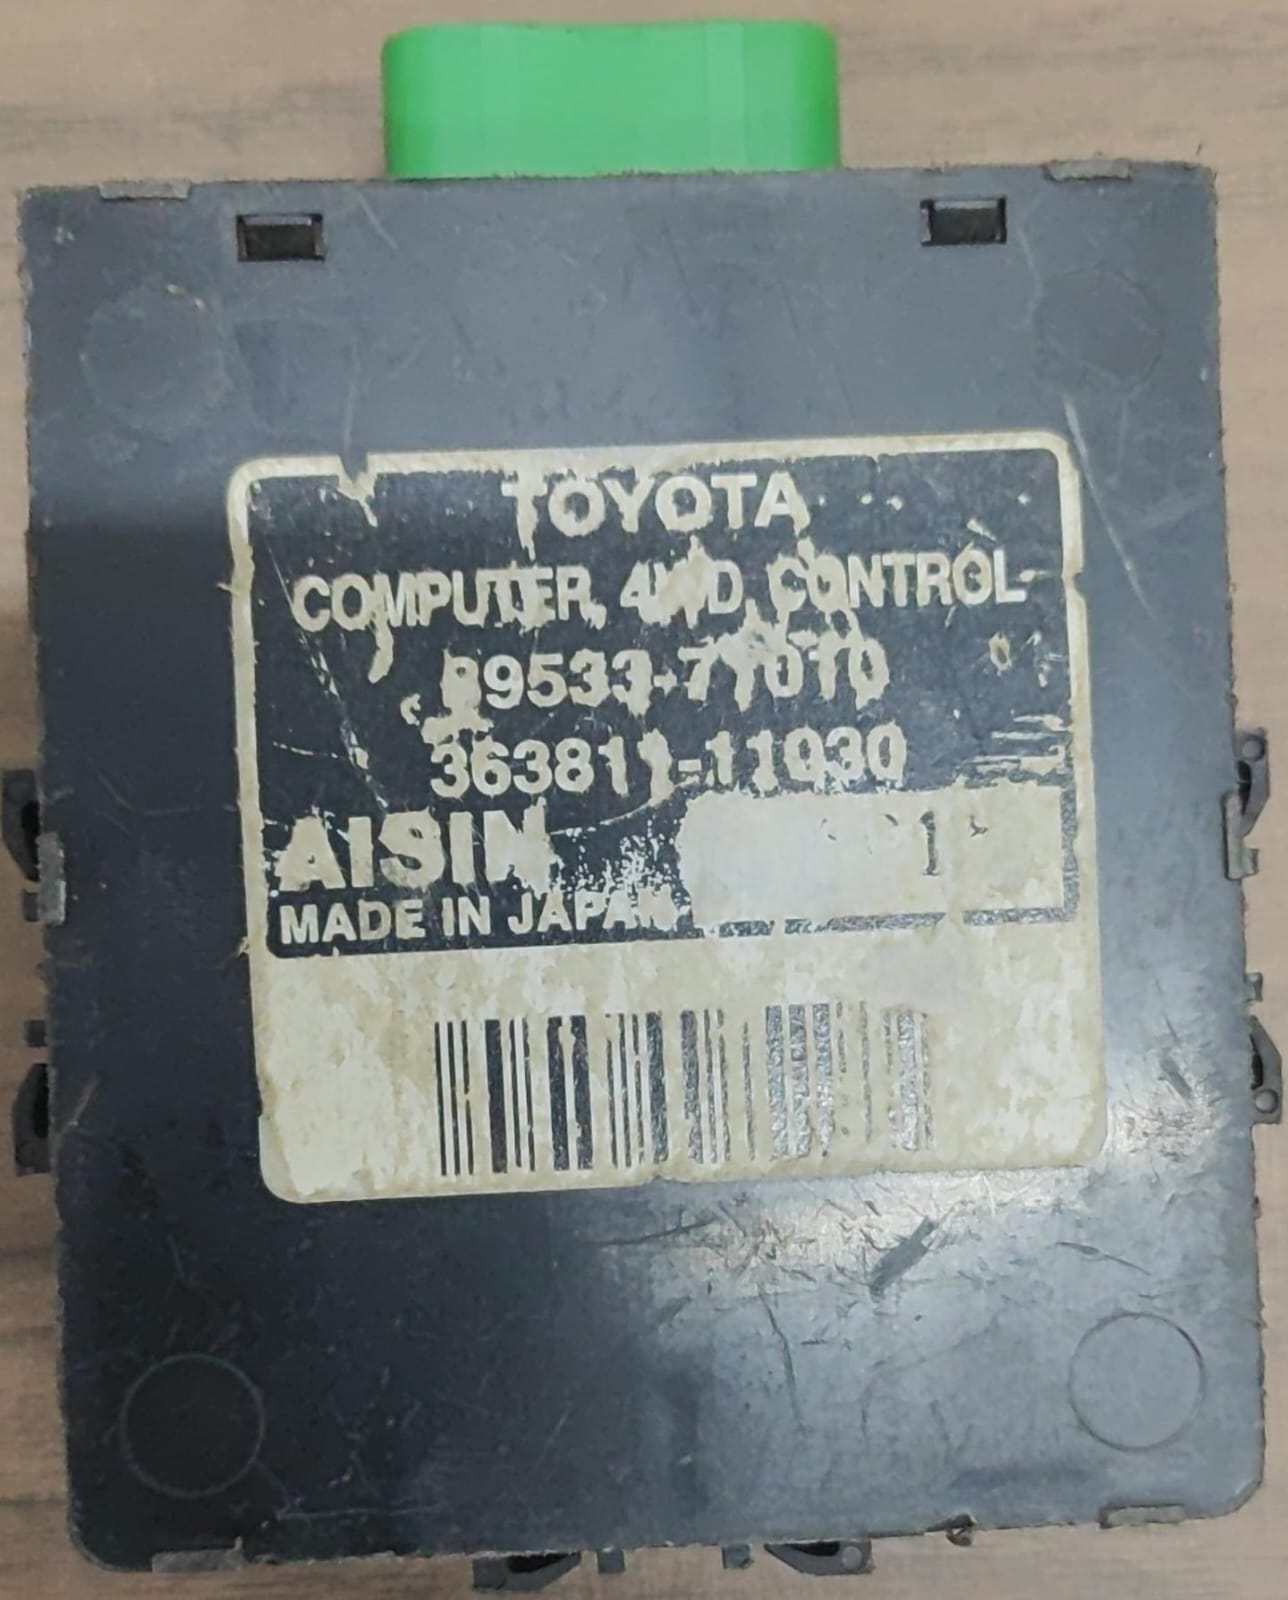 TOYOTA
COMPUTER, 4WD CONTROL
89533-71010
363811-11030
AISIN
MADE IN JAPAN